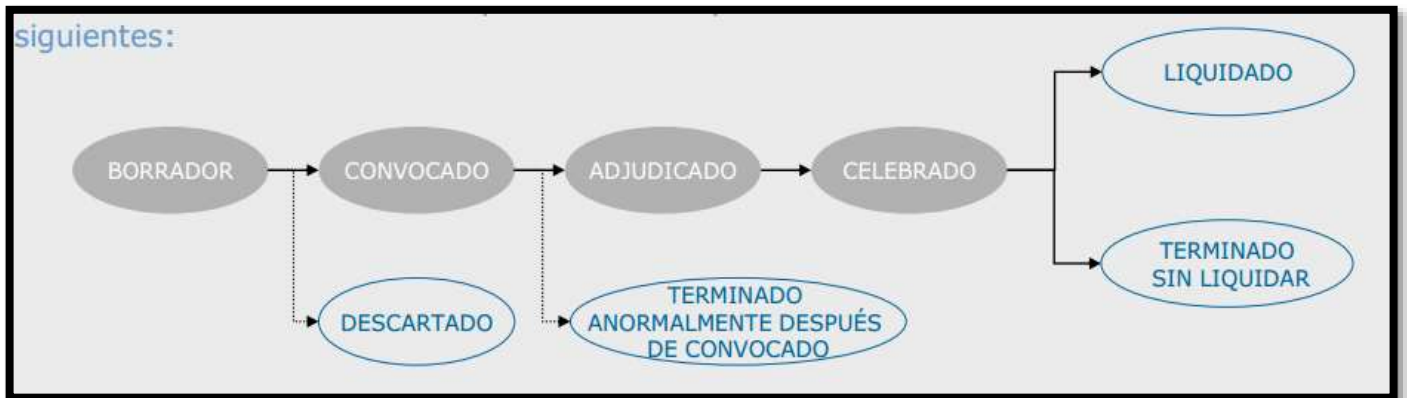 siguientes:
LIQUIDADO
BORRADOR
CONVOCADO
ADJUDICADO
CELEBRADO
TERMINADO
SIN LIQUIDAR
DESCARTADO
TERMINADO
ANORMALMENTE DESPUÉS
DE CONVOCADO